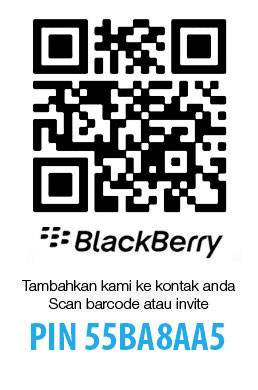 BlackBerry
Tambahkan kami ke kontak anda
Scan barcode atau invite
PIN 55BA8AA5